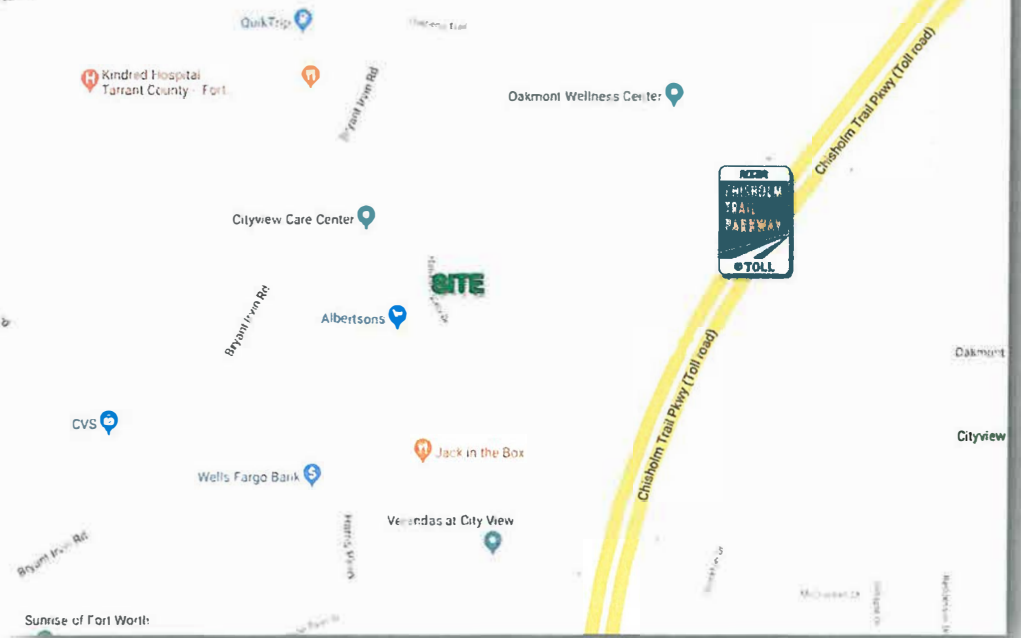 QuikTrip
Kindred Hospital
Tarrant County - Fort
Bryant Irvin Rd
Oakmont Wellness Center
Chisholm Trail Pkwy (Toll road)
CHISHOLM
TRAIL
PARKWAY
TOLL
Cityview Care Center
SITE
Bryant Irvin Rd
Albertsons
Oakmont
Chisholm Trail Pkwy (Toll road)
CVS
Cityview
Jack in the Box
Wells Fargo Bank
Verandas at City View
Bryant Irvin Rd
Sunrise of Fort Worth